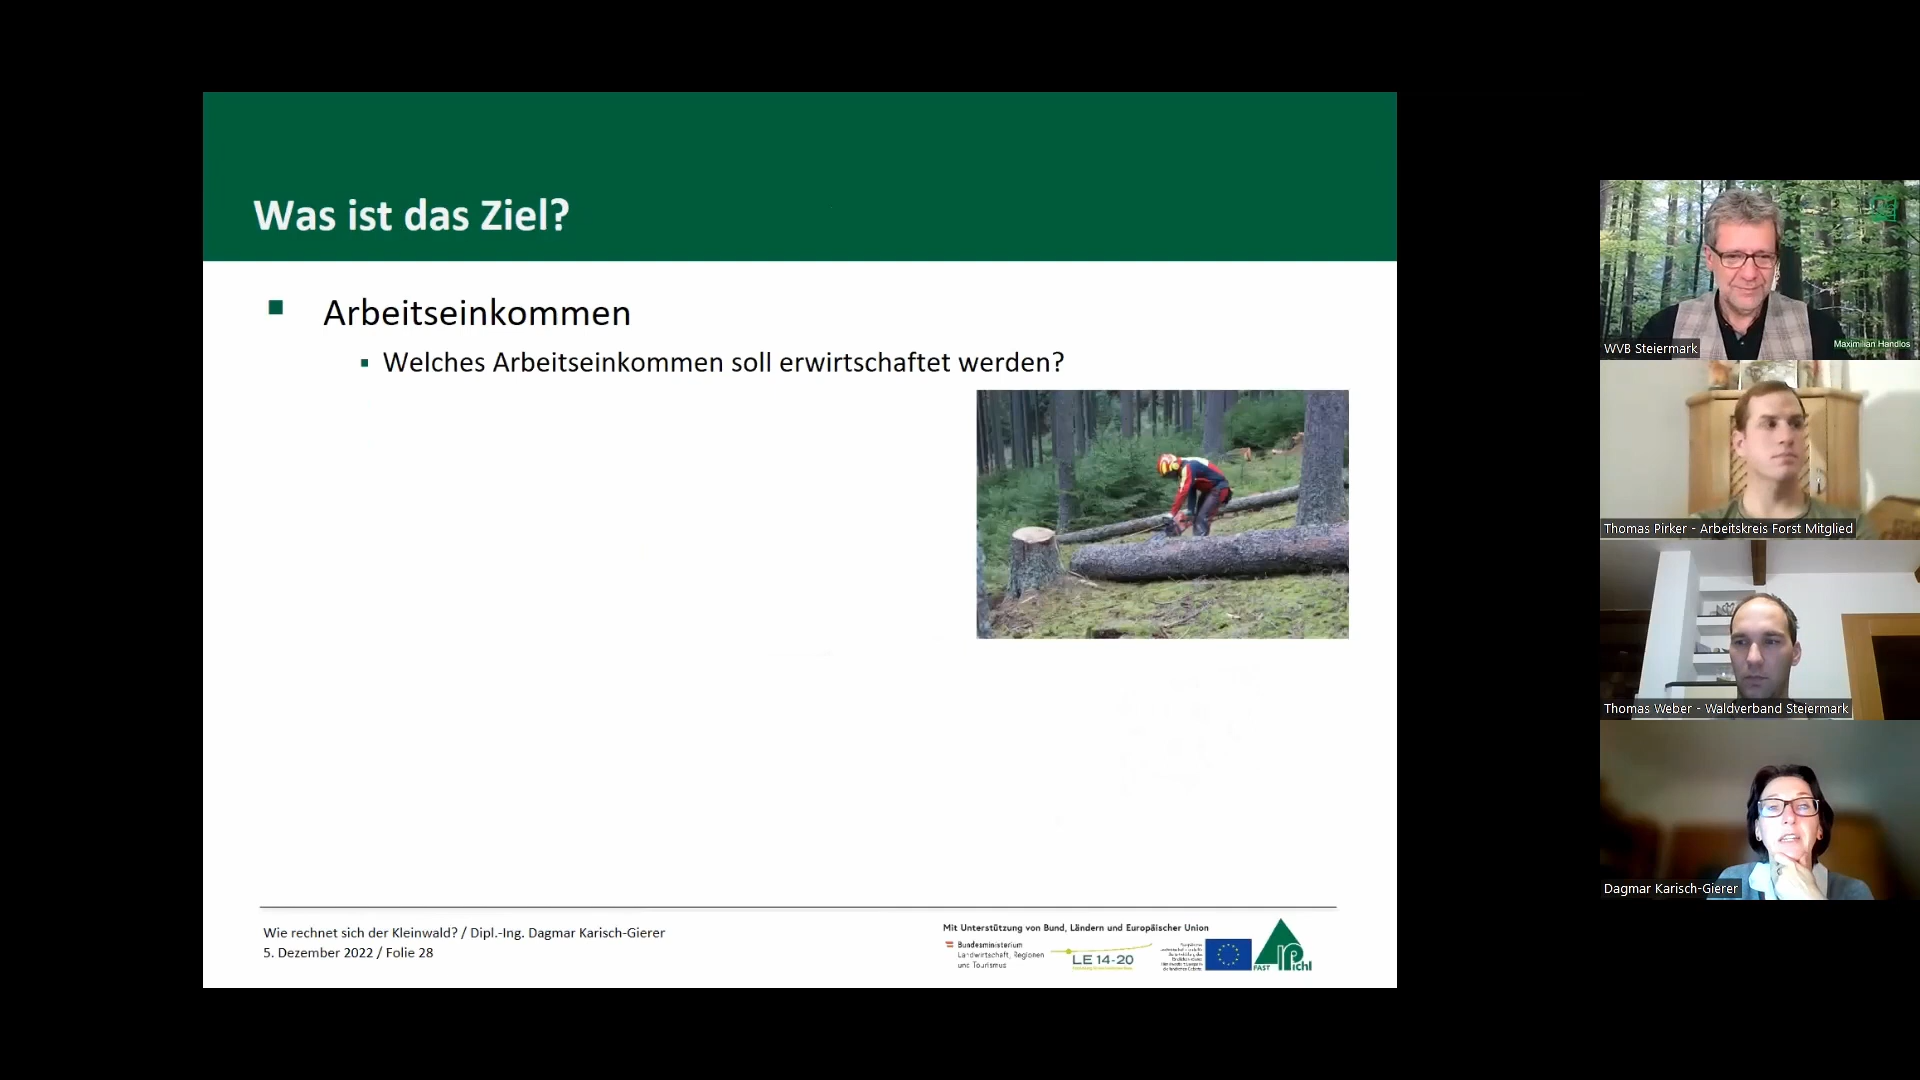 Was ist das Ziel?
Arbeitseinkommen
Welches Arbeitseinkommen soll erwirtschaftet werden?
Wie rechnet sich der Kleinwald? / Dipl.-Ing. Dagmar Karisch-Gierer
5. Dezember 2022 / Folie 28
Mit Unterstützung von Bund, Ländern und Europäischer Union
Bundesministerium
Landwirtschaft, Regionen
und Tourismus
LE 14-20
FAST Pichl
Maximilian Handlos
WVB Steiermark
Thomas Pirker - Arbeitskreis Forst Mitglied
Thomas Weber - Waldverband Steiermark
Dagmar Karisch-Gierer